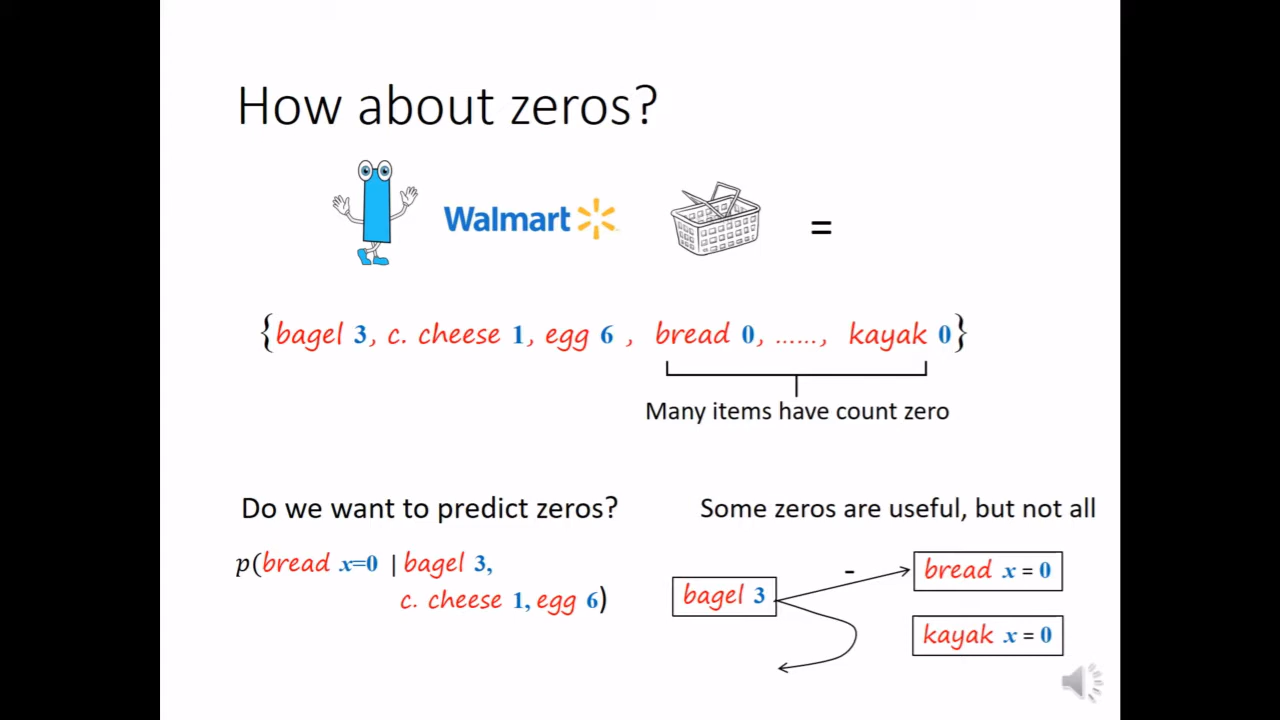 How about zeros?
Walmart
=
{bagel 3, c. cheese 1, egg 6 , bread 0, ......, kayak 0}
Many items have count zero
Do we want to predict zeros?
Some zeros are useful, but not all
p(bread x=0 | bagel 3,
c. cheese 1, egg 6)
-
bread x = 0
bagel 3
kayak x = 0